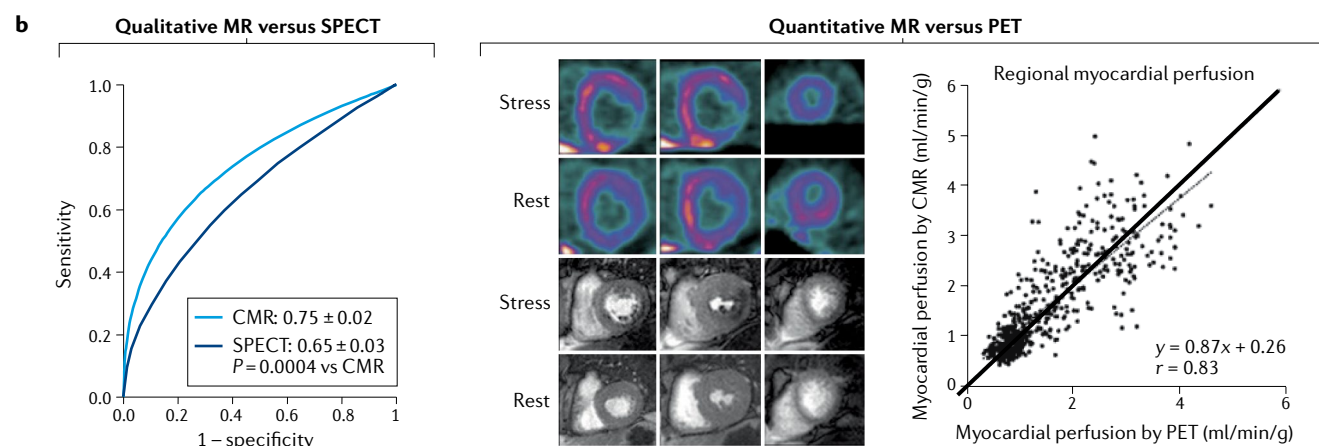 b
Qualitative MR versus SPECT
Sensitivity
1.0
0.8
0.6
0.4
0.2
0.0
CMR: 0.75 ± 0.02
SPECT: 0.65 ± 0.03
P = 0.0004 vs CMR
0.0 0.2 0.4 0.6 0.8 1
1 – specificity
Quantitative MR versus PET
Stress
Rest
Stress
Rest
Regional myocardial perfusion
Myocardial perfusion by CMR (ml/min/g)
6
5
4
3
2
1
0
y = 0.87x + 0.26
r = 0.83
0 2 4 6
Myocardial perfusion by PET (ml/min/g)